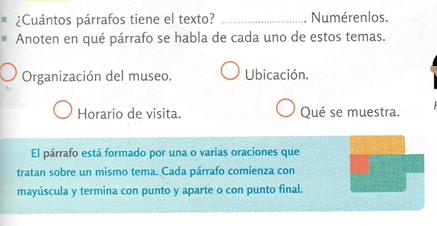 ¿Cuántos párrafos tiene el texto? .......................... Numérenlos.
Anoten en qué párrafo se habla de cada uno de estos temas.
Organización del museo. Ubicación.
Horario de visita. Qué se muestra.
El párrafo está formado por una o varias oraciones que
tratan sobre un mismo tema. Cada párrafo comienza con
mayúscula y termina con punto y aparte o con punto final.